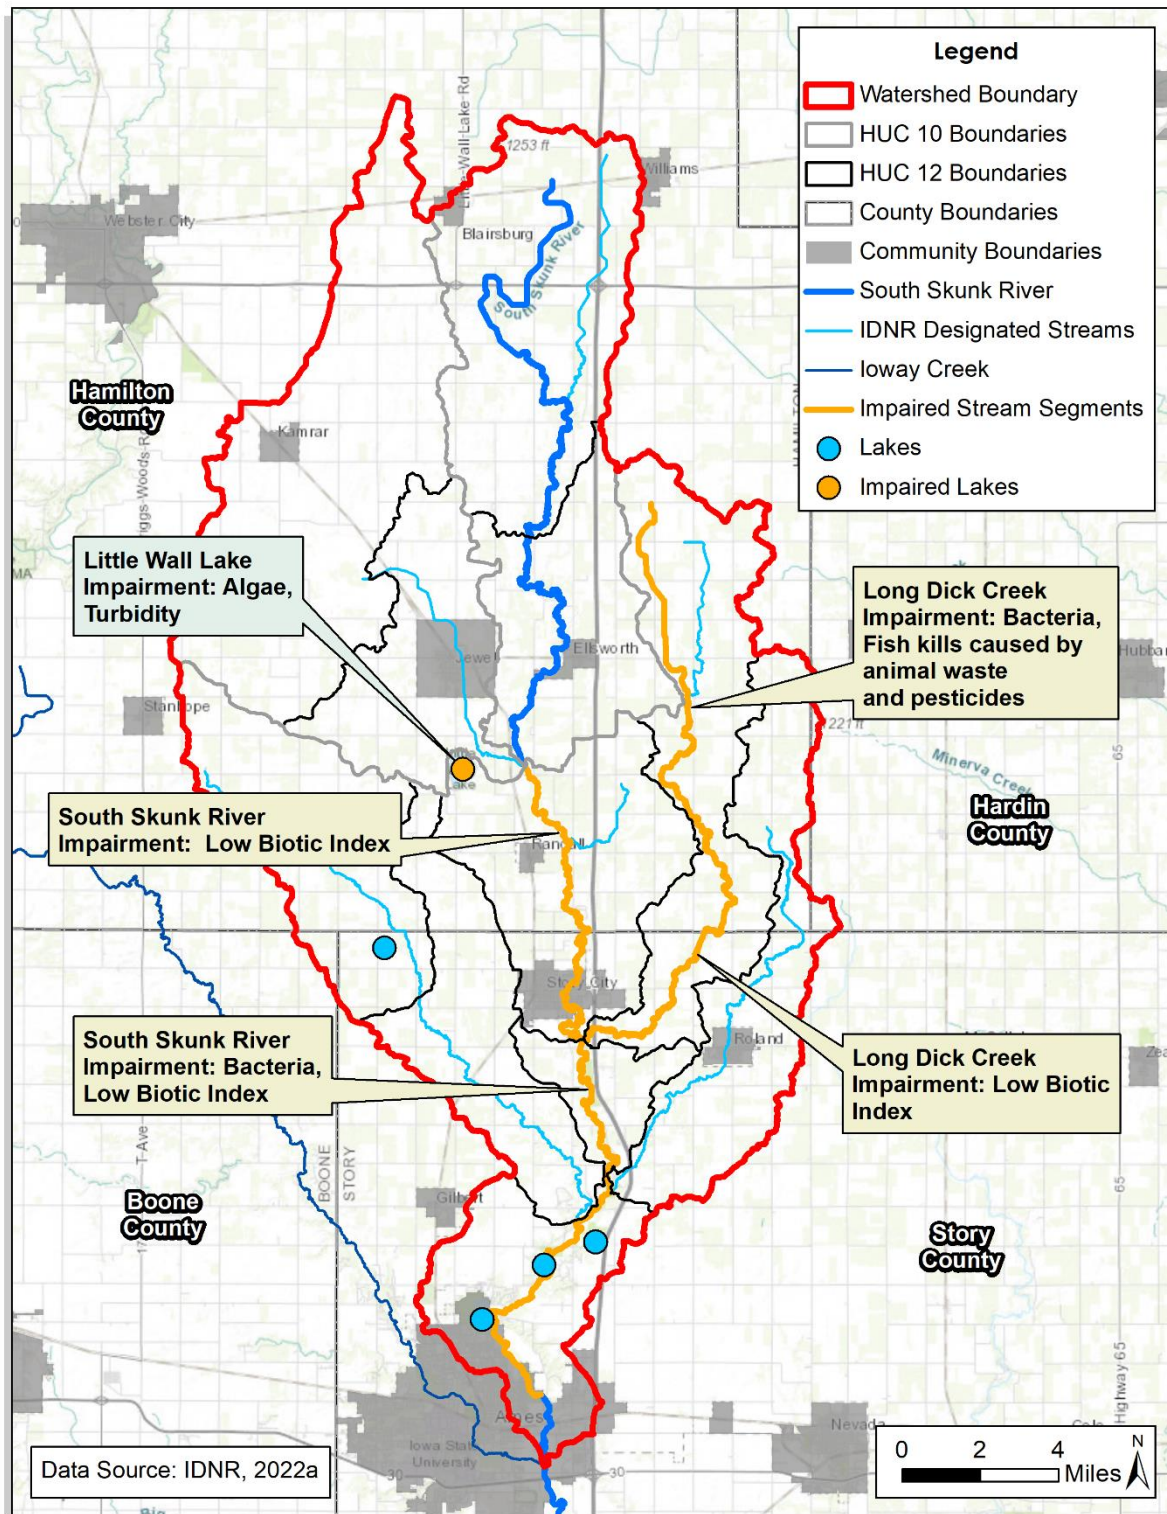 Legend
Watershed Boundary
HUC 10 Boundaries
HUC 12 Boundaries
County Boundaries
Community Boundaries
South Skunk River
IDNR Designated Streams
Ioway Creek
Impaired Stream Segments
Lakes
Impaired Lakes
Little-Wall-Lake-Rd
1253 ft
Williams
Webster City
Blairsburg
South Skunk River
Hamilton
County
Kamrar
HAMILTON
Little Wall Lake
Impairment: Algae,
Turbidity
Long Dick Creek
Impairment: Bacteria,
Fish kills caused by
animal waste
and pesticides
Jewell
Ellsworth
Stanhope
1221 ft
65
Minerva Creek
Lake
South Skunk River
Impairment: Low Biotic Index
Randall
Hardin
County
Story City
Roland
South Skunk River
Impairment: Bacteria,
Low Biotic Index
Long Dick Creek
Impairment: Low Biotic
Index
T-Ave
BOONE
STORY
65
Boone
County
Gilbert
Story
County
Highway 65
Ames
Nevada
Iowa State
University
30
30
Data Source: IDNR, 2022a
0 2 4
Miles
N